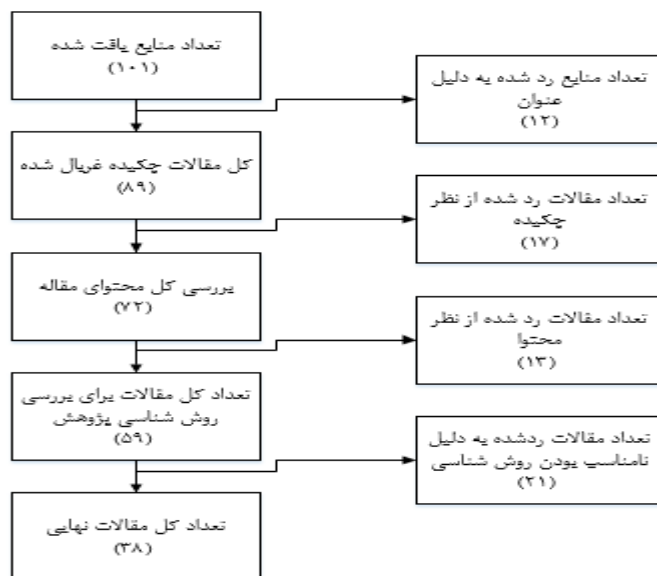 تعداد منابع یافت شده
(۱۰۱)
تعداد منابع رد شده به دلیل
عنوان
(۱۲)
کل مقالات چکیده غربال شده
(۸۹)
تعداد مقالات رد شده از نظر
چکیده
(۱۷)
بررسی کل محتوای مقاله
(۷۲)
تعداد مقالات رد شده از نظر
محتوا
(۱۳)
تعداد کل مقالات برای بررسی
روش شناسی پژوهش
(۵۹)
تعداد مقالات ردشده به دلیل
نامناسب بودن روش شناسی
(۲۱)
تعداد کل مقالات نهایی
(۳۸)